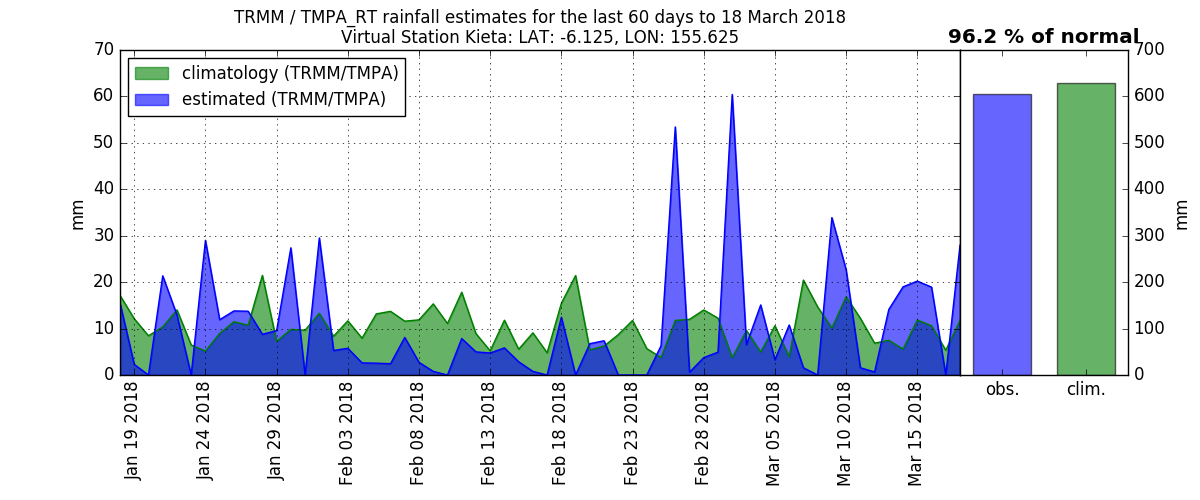 TRMM / TMPA_RT rainfall estimates for the last 60 days to 18 March 2018
Virtual Station Kieta: LAT: -6.125, LON: 155.625
96.2 % of normal
climatology (TRMM/TMPA)
estimated (TRMM/TMPA)
70
60
50
40
30
20
10
0
mm
700
600
500
400
300
200
100
0
mm
Jan 19 2018
Jan 24 2018
Jan 29 2018
Feb 03 2018
Feb 08 2018
Feb 13 2018
Feb 18 2018
Feb 23 2018
Feb 28 2018
Mar 05 2018
Mar 10 2018
Mar 15 2018
obs.
clim.